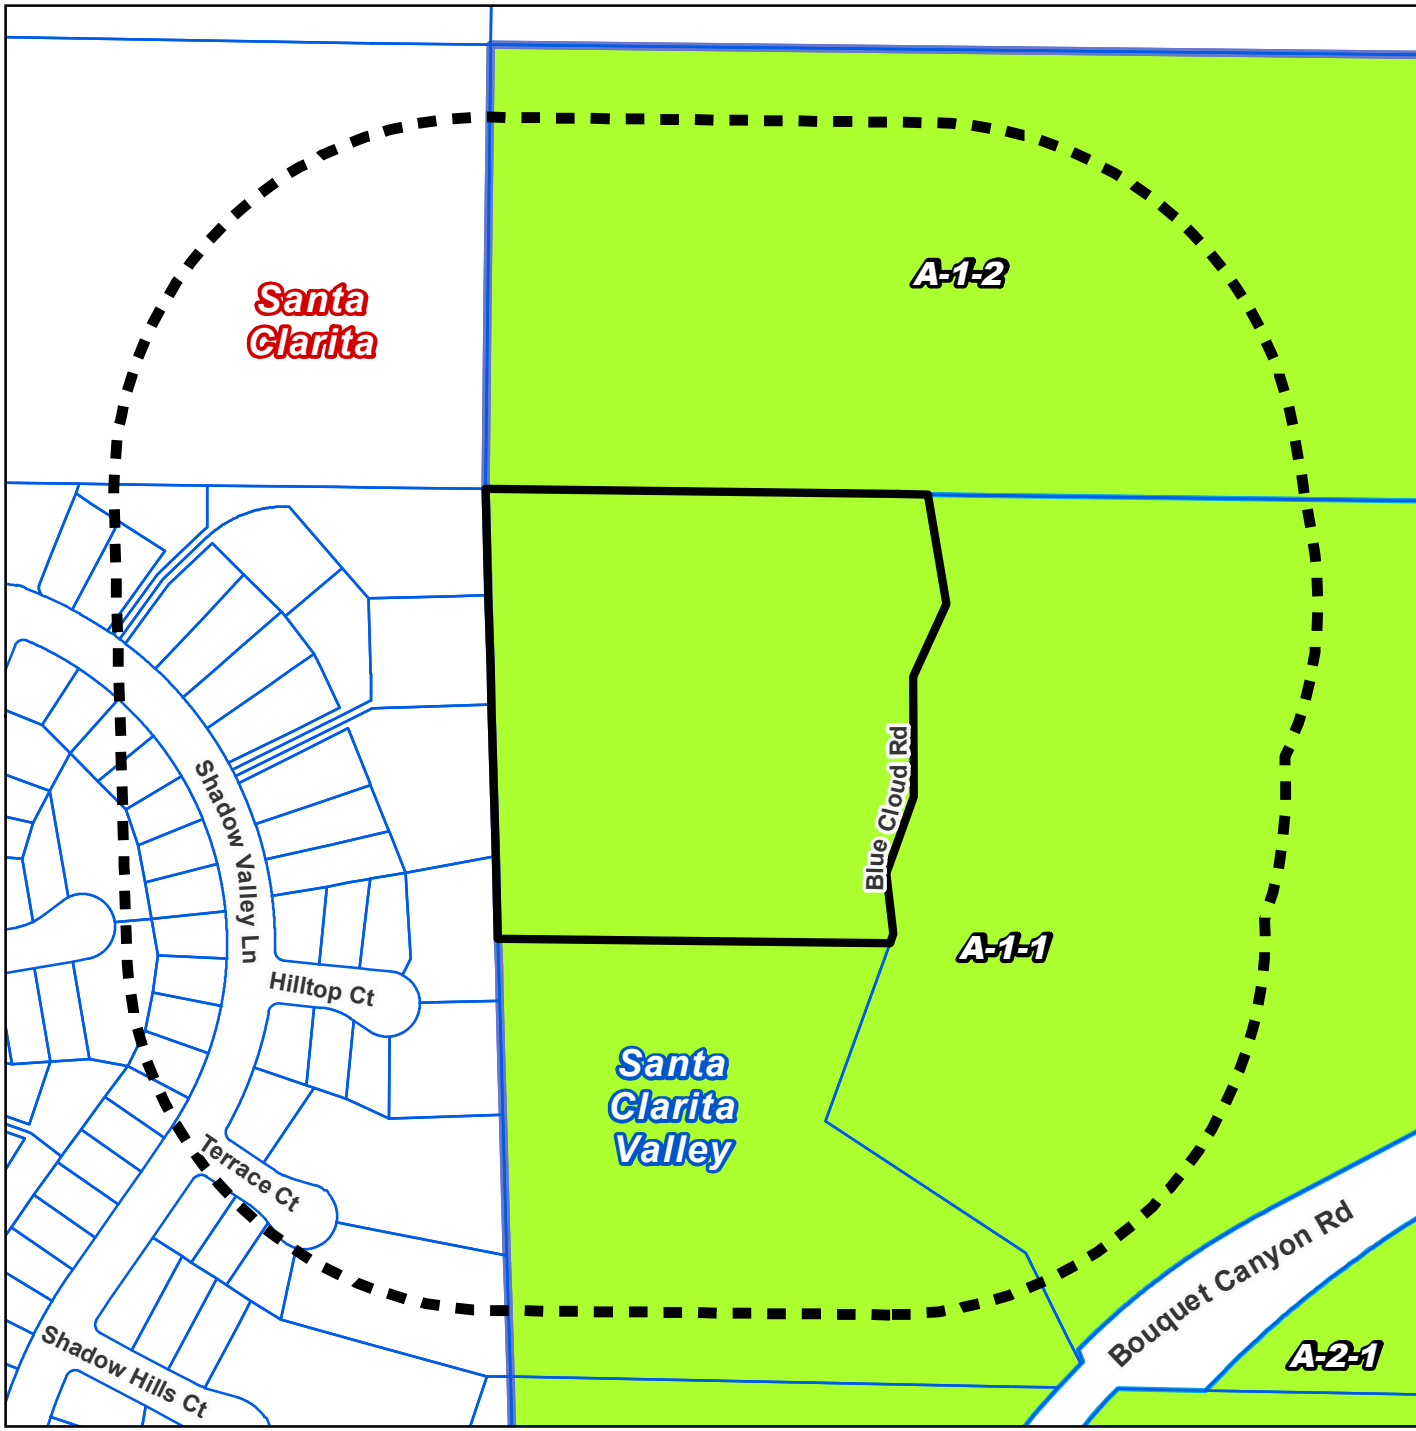 A-1-2
Santa
Clarita
Blue Cloud Rd
Shadow Valley Ln
A-1-1
Hilltop Ct
Santa
Clarita
Valley
Terrace Ct
Bouquet Canyon Rd
A-2-1
Shadow Hills Ct